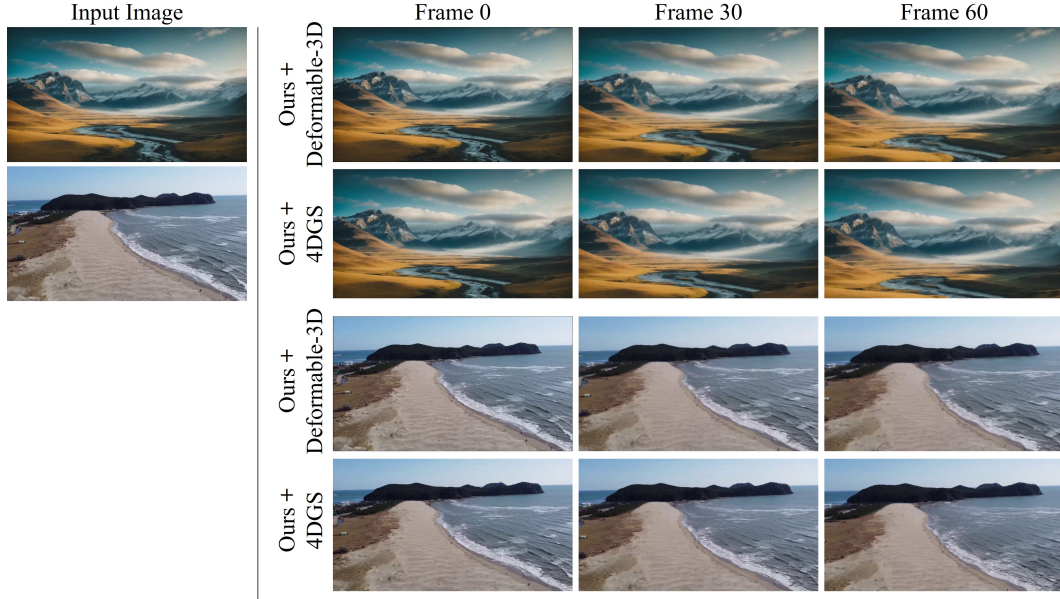 Input Image
Frame 0
Frame 30
Frame 60
Ours +
Deformable-3D
Ours +
4DGS
Ours +
Deformable-3D
Ours +
4DGS